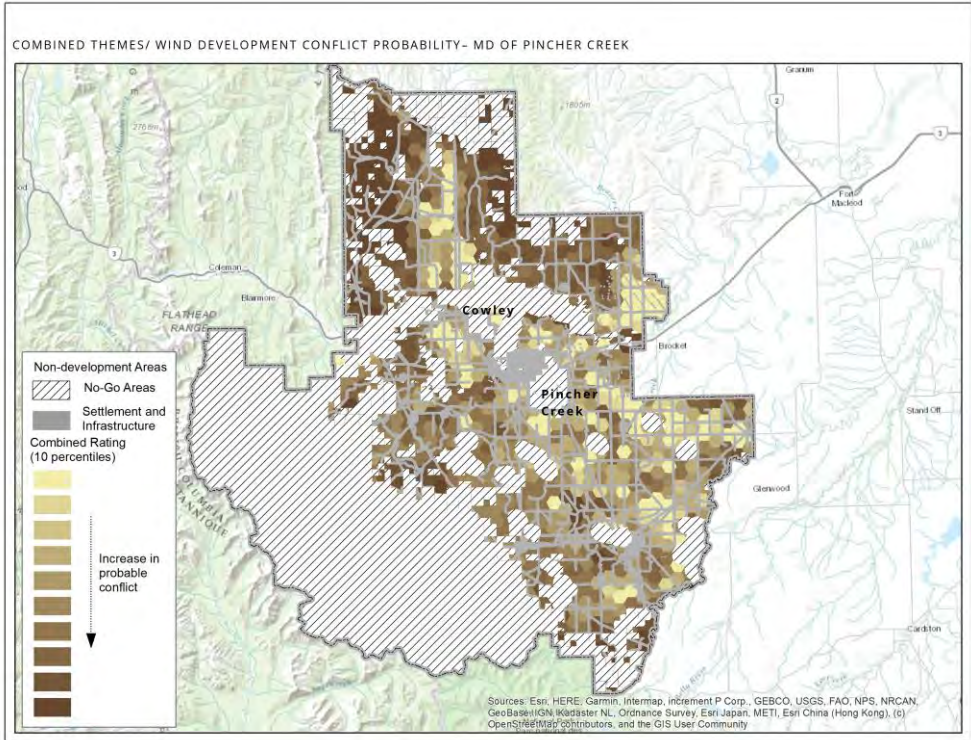 COMBINED THEMES/ WIND DEVELOPMENT CONFLICT PROBABILITY– MD OF PINCHER CREEK
Granum
2
3
1805m
2766m
Fort
Macleod
3
Coleman
Blairmore
FLATHEAD
RANGE
Cowley
Brocket
Pincher
Creek
Stand Off
Glenwood
Cardston
Non-development Areas
No-Go Areas
Settlement and
Infrastructure
Combined Rating
(10 percentiles)
Increase in
probable
conflict
Sources: Esri, HERE, Garmin, Intermap, increment P Corp., GEBCO, USGS, FAO, NPS, NRCAN,
GeoBase, IGN, Kadaster NL, Ordnance Survey, Esri Japan, METI, Esri China (Hong Kong), (c)
OpenStreetMap contributors, and the GIS User Community